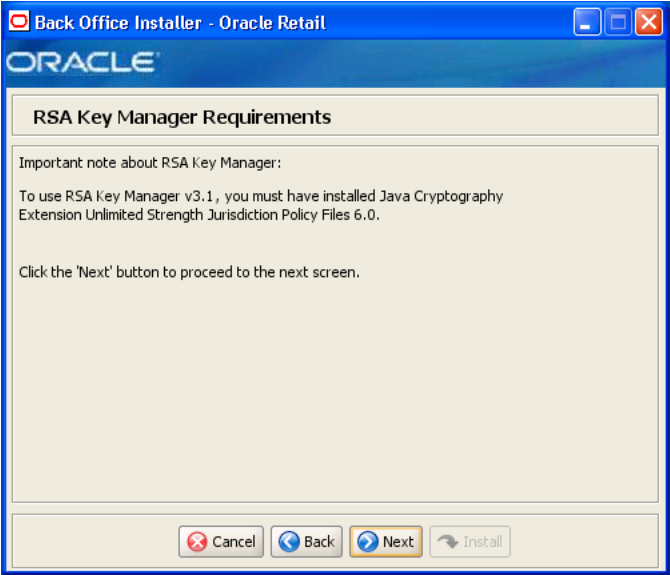 Back Office Installer - Oracle Retail
ORACLE
RSA Key Manager Requirements
Important note about RSA Key Manager:
To use RSA Key Manager v3.1, you must have installed Java Cryptography
Extension Unlimited Strength Jurisdiction Policy Files 6.0.
Click the 'Next' button to proceed to the next screen.
Cancel Back Next Install